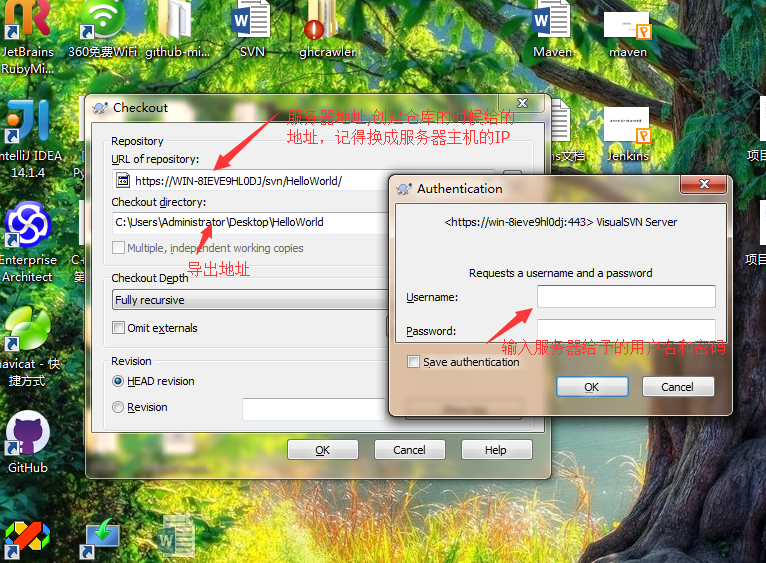 JetBrains
RubyMi...
360免费WiFi
github-mi...
SVN
ghcrawler
Maven
maven
IntelliJ IDEA
14.1.4
Enterprise
Architect
navicat - 快
捷方式
GitHub
Jenkins
项目
项目
Checkout
服务器地址,创建仓库的时候给的
地址，记得换成服务器主机的IP
Repository
URL of repository:
https://WIN-8IEVE9HL0DJ/svn/HelloWorld/
Checkout directory:
C:\Users\Administrator\Desktop\HelloWorld
Multiple, independent working copies
导出地址
Checkout Depth
Fully recursive
Omit externals
Revision
HEAD revision
Revision
OK
Cancel
Help
Authentication
<https://win-8ieve9hl0dj:443> VisualSVN Server
Requests a username and a password
Username:
Password:
输入服务器给予的用户名和密码
Save authentication
OK
Cancel